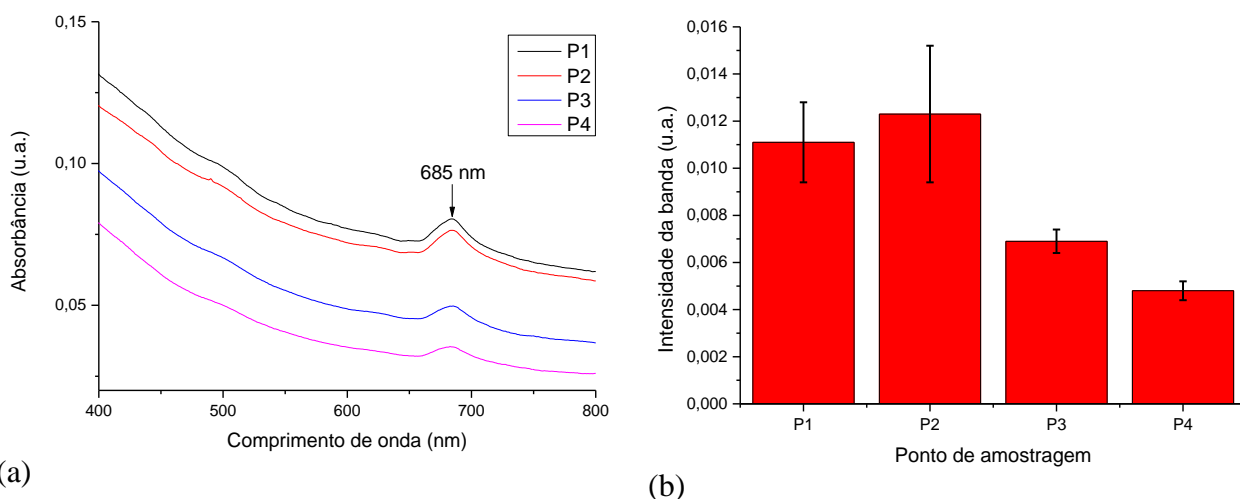 0,15
0,10
0,05
Absorbância (u.a.)
P1
P2
P3
P4
685 nm
400
500
600
700
800
Comprimento de onda (nm)
(a)
0,016
0,014
0,012
0,010
0,008
0,006
0,004
0,002
0,000
Intensidade da banda (u.a.)
P1
P2
P3
P4
Ponto de amostragem
(b)